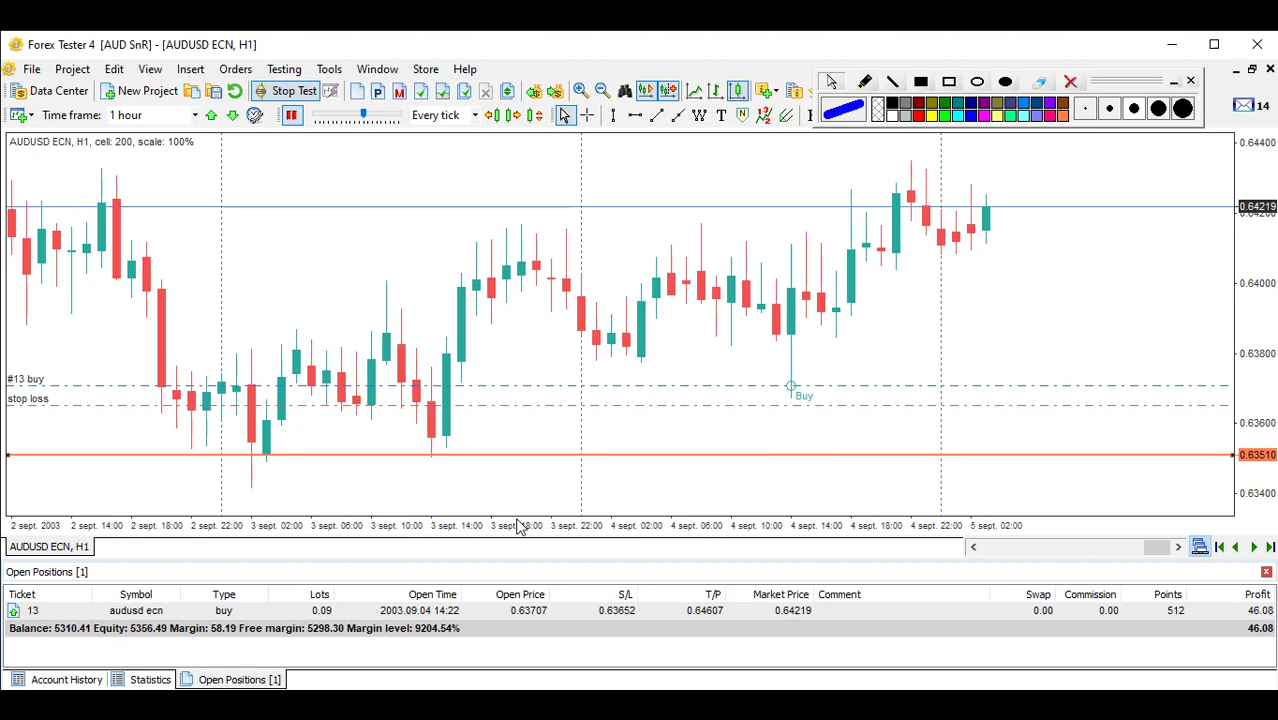 Forex Tester 4 [AUD SnR] - [AUDUSD ECN, H1]
File Project Edit View Insert Orders Testing Tools Window Store Help
Data Center New Project Stop Test
Time frame: 1 hour Every tick 14
AUDUSD ECN, H1, cell: 200, scale: 100%
0.64400
0.64219
0.64200
0.64000
0.63800
#13 buy
stop loss
Buy
0.63600
0.63510
0.63400
2 sept. 2003 2 sept. 14:00 2 sept. 18:00 2 sept. 22:00 3 sept. 02:00 3 sept. 06:00 3 sept. 10:00 3 sept. 14:00 3 sept. 18:00 3 sept. 22:00 4 sept. 02:00 4 sept. 06:00 4 sept. 10:00 4 sept. 14:00 4 sept. 18:00 4 sept. 22:00 5 sept. 02:00
AUDUSD ECN, H1
Open Positions [1]
Ticket Symbol Type Lots Open Time Open Price S/L T/P Market Price Comment Swap Commission Points Profit
13 audusd ecn buy 0.09 2003.09.04 14:22 0.63707 0.63652 0.64607 0.64219 0.00 0.00 512 46.08
Balance: 5310.41 Equity: 5356.49 Margin: 58.19 Free margin: 5298.30 Margin level: 9204.54% 46.08
Account History Statistics Open Positions [1]